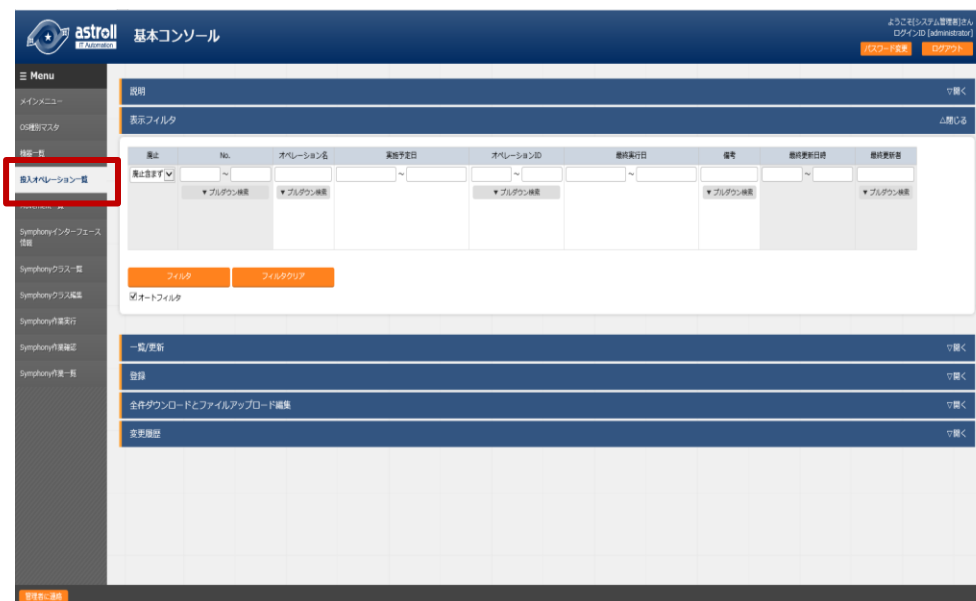 astroll
IT Automation
基本コンソール
ようこそ[システム管理者]さん
ログインID [administrator]
パスワード変更
ログアウト
☰ Menu
メインメニュー
OS種別マスタ
機器一覧
投入オペレーション一覧
Symphonyインターフェース
情報
Symphonyクラス一覧
Symphonyクラス編集
Symphony作業実行
Symphony作業確認
Symphony作業一覧
説明
▽開く
表示フィルタ
△閉じる
廃止 No. オペレーション名 実施予定日 オペレーションID 最終実行日 備考 最終更新日時 最終更新者
廃止含まず ~ ~ ~ ~ ~
▼ プルダウン検索 ▼ プルダウン検索 ▼ プルダウン検索 ▼ プルダウン検索 ▼ プルダウン検索
フィルタ フィルタクリア
オートフィルタ
一覧/更新
▽開く
登録
▽開く
全件ダウンロードとファイルアップロード編集
▽開く
変更履歴
▽開く
管理者に連絡